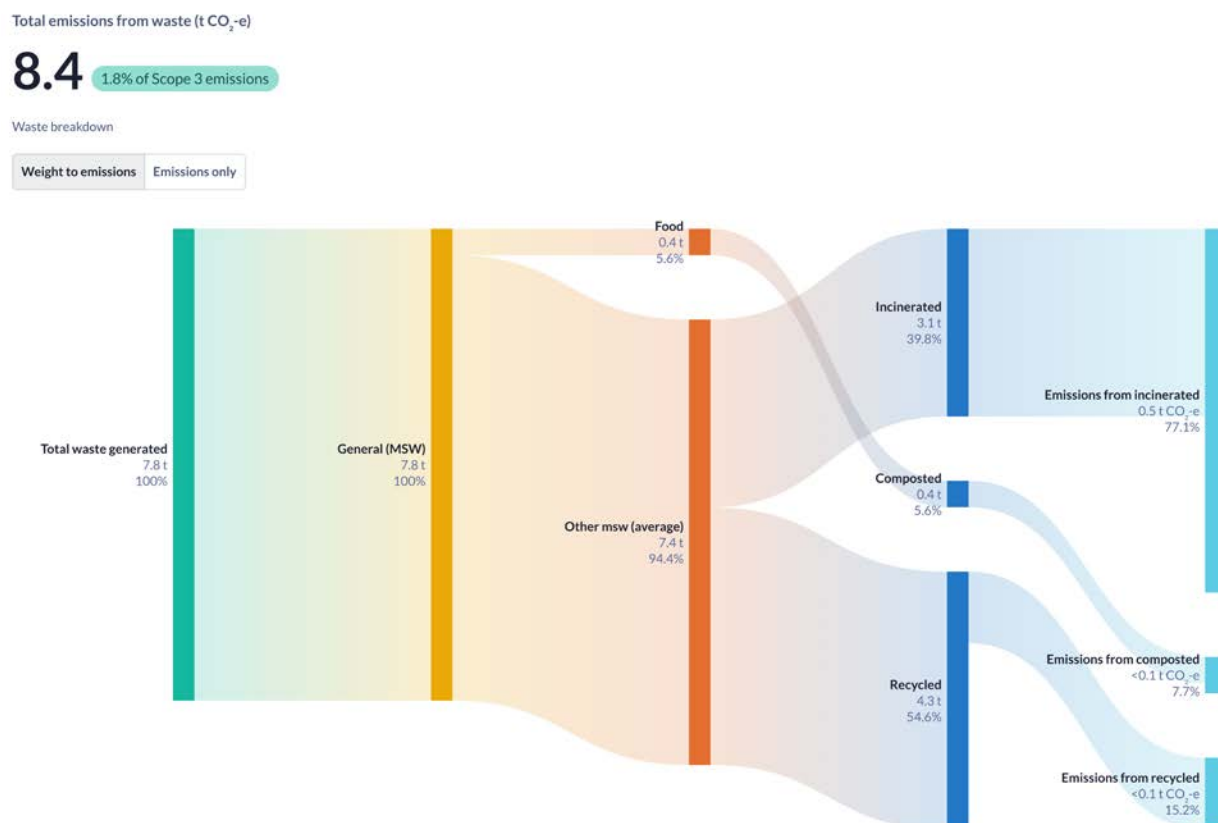 Total emissions from waste (t CO₂-e)
8.4 1.8% of Scope 3 emissions
Waste breakdown
Weight to emissions Emissions only
Food
0.4 t
5.6%
Incinerated
3.1 t
39.8%
Emissions from incinerated
0.5 t CO₂-e
77.1%
Total waste generated
7.8 t
100%
General (MSW)
7.8 t
100%
Composted
0.4 t
5.6%
Other msw (average)
7.4 t
94.4%
Emissions from composted
<0.1 t CO₂-e
7.7%
Recycled
4.3 t
54.6%
Emissions from recycled
<0.1 t CO₂-e
15.2%